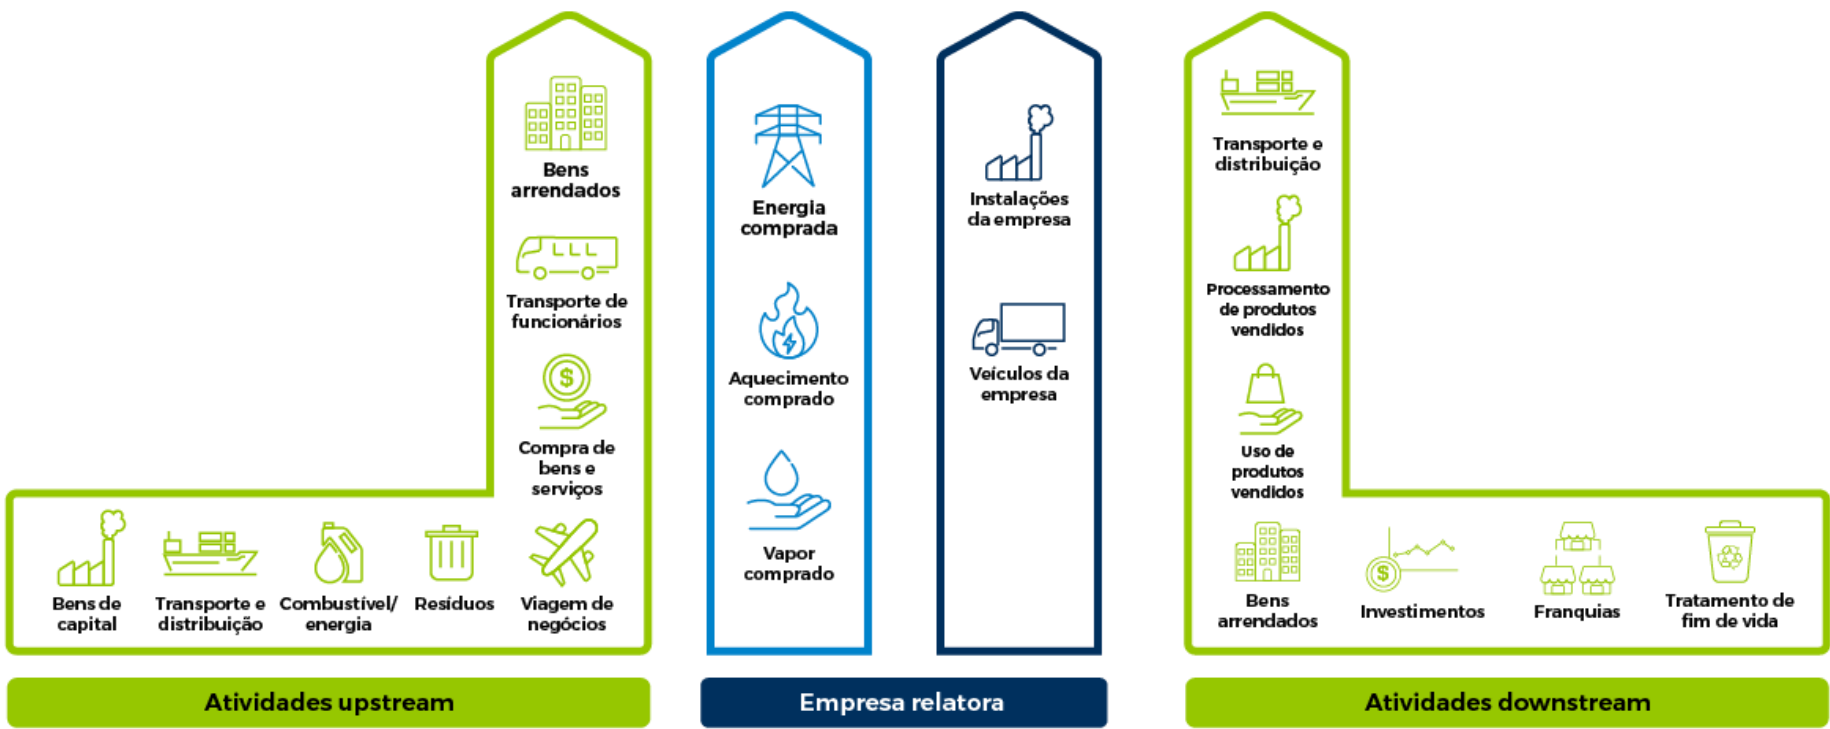 Bens
arrendados
Transporte de
funcionários
$
Compra de
bens e
serviços
Bens de
capital
Transporte e
distribuição
Combustível/
energia
Resíduos
Viagem de
negócios
Atividades upstream
Energia
comprada
Aquecimento
comprado
Vapor
comprado
Instalações
da empresa
Veículos da
empresa
Empresa relatora
Transporte e
distribuição
Processamento
de produtos
vendidos
Uso de
produtos
vendidos
Bens
arrendados
$
Investimentos
Franquias
Tratamento de
fim de vida
Atividades downstream